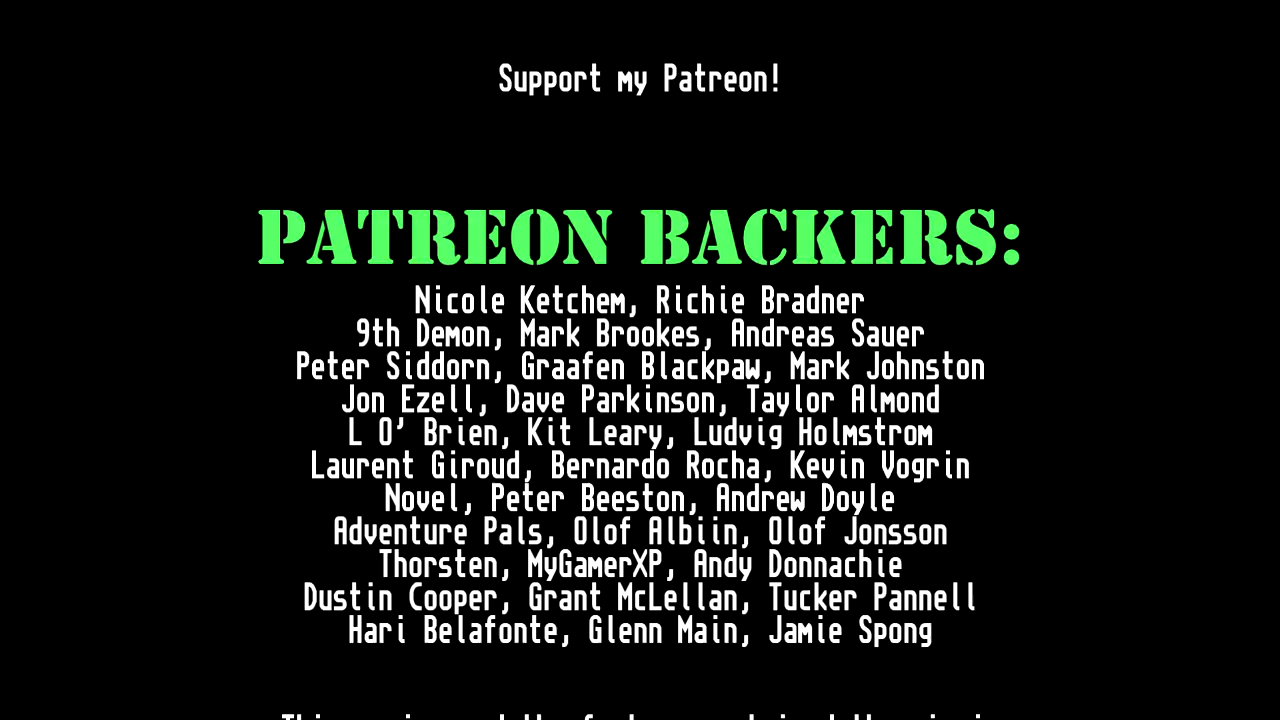 Support my Patreon!
PATREON BACKERS:
Nicole Ketchem, Richie Bradner
9th Demon, Mark Brookes, Andreas Sauer
Peter Siddorn, Graafen Blackpaw, Mark Johnston
Jon Ezell, Dave Parkinson, Taylor Almond
L O' Brien, Kit Leary, Ludvig Holmstrom
Laurent Giroud, Bernardo Rocha, Kevin Vogrin
Novel, Peter Beeston, Andrew Doyle
Adventure Pals, Olof Albiin, Olof Jonsson
Thorsten, MyGamerXP, Andy Donnachie
Dustin Cooper, Grant McLellan, Tucker Pannell
Hari Belafonte, Glenn Main, Jamie Spong